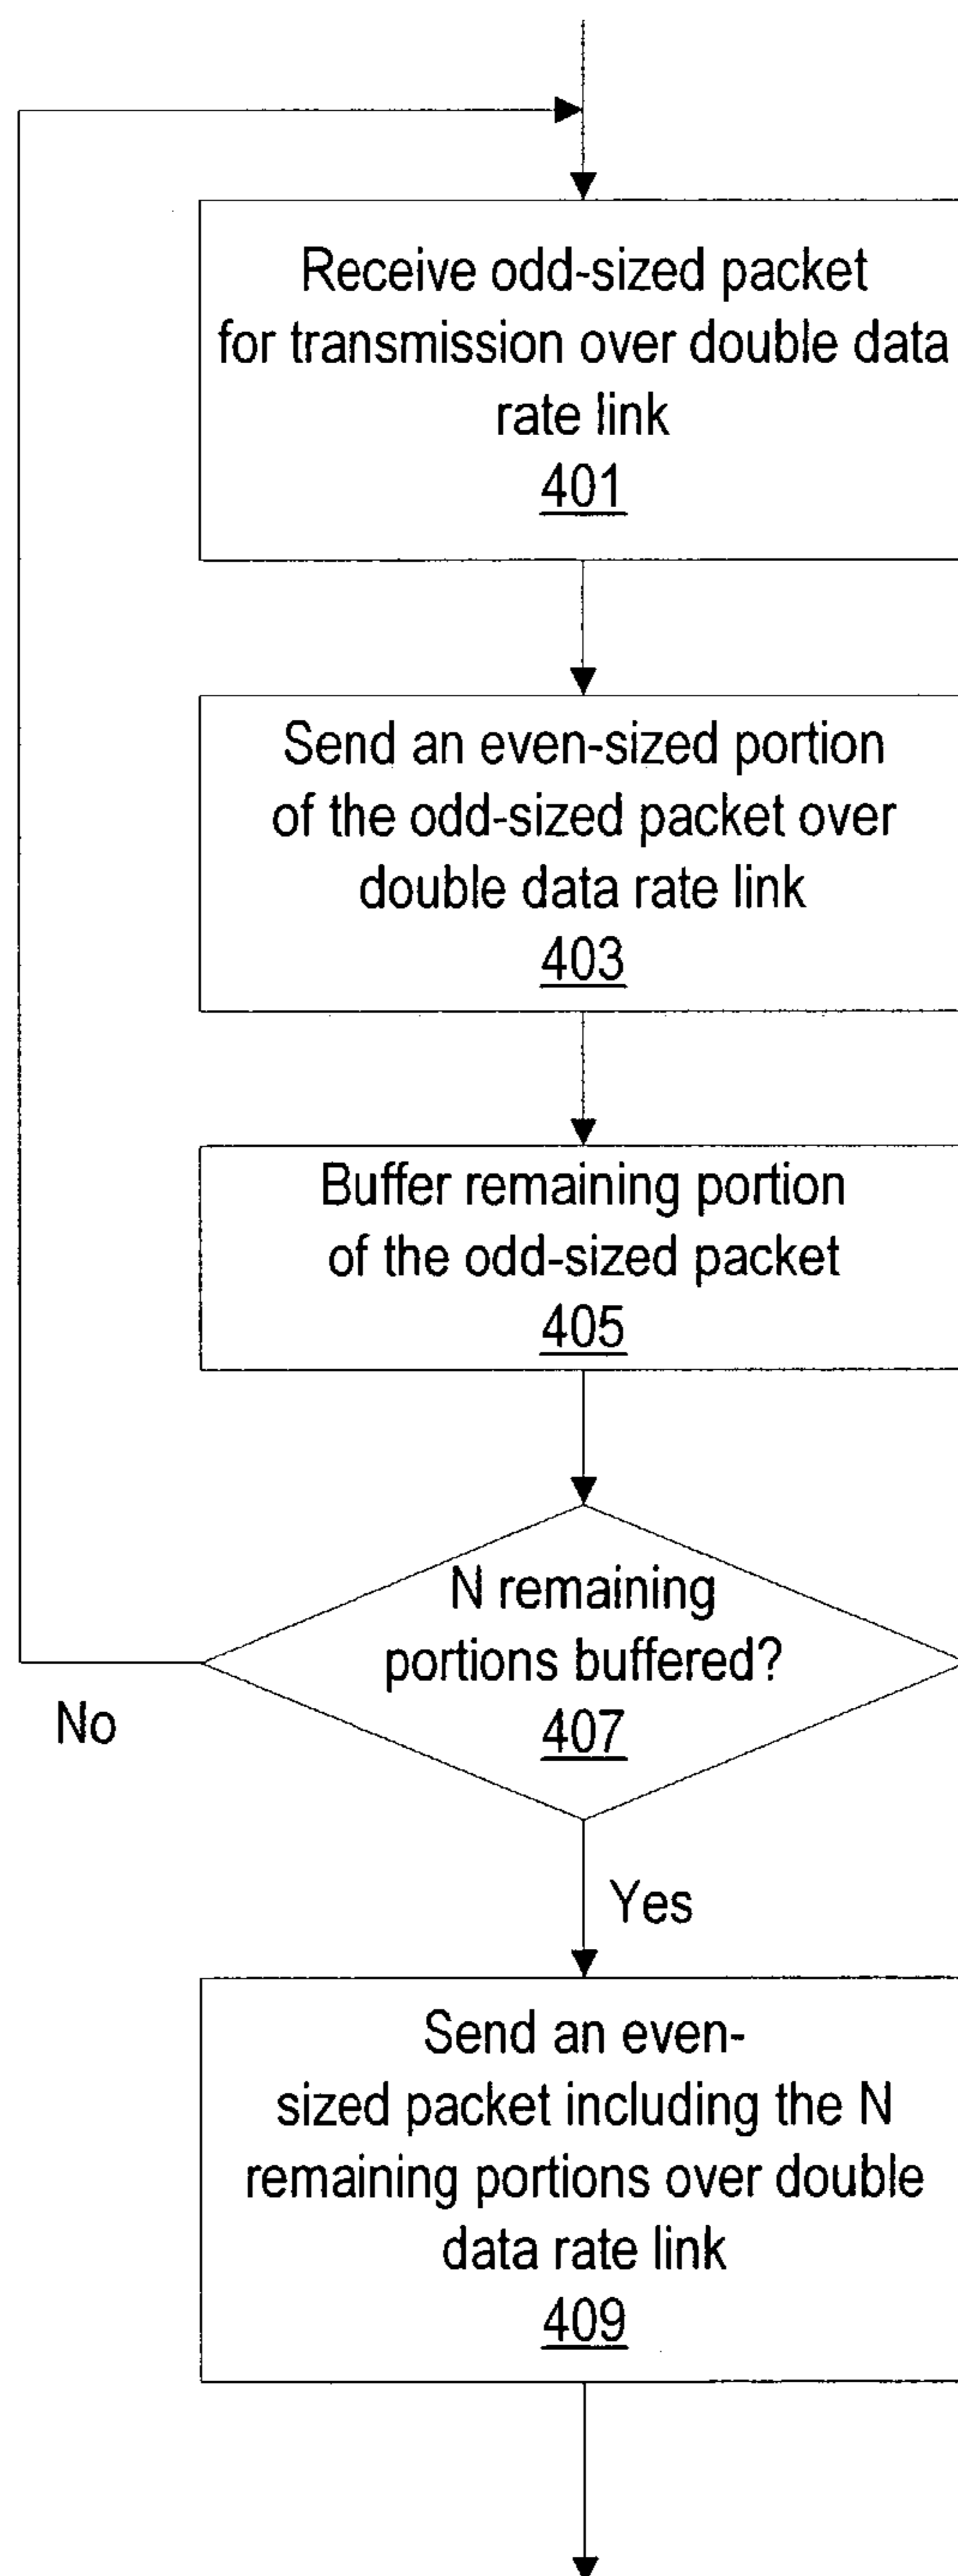 Receive odd-sized packet
for transmission over double data
rate link
401
Send an even-sized portion
of the odd-sized packet over
double data rate link
403
Buffer remaining portion
of the odd-sized packet
405
N remaining
portions buffered?
407
No
Yes
Send an even-
sized packet including the N
remaining portions over double
data rate link
409